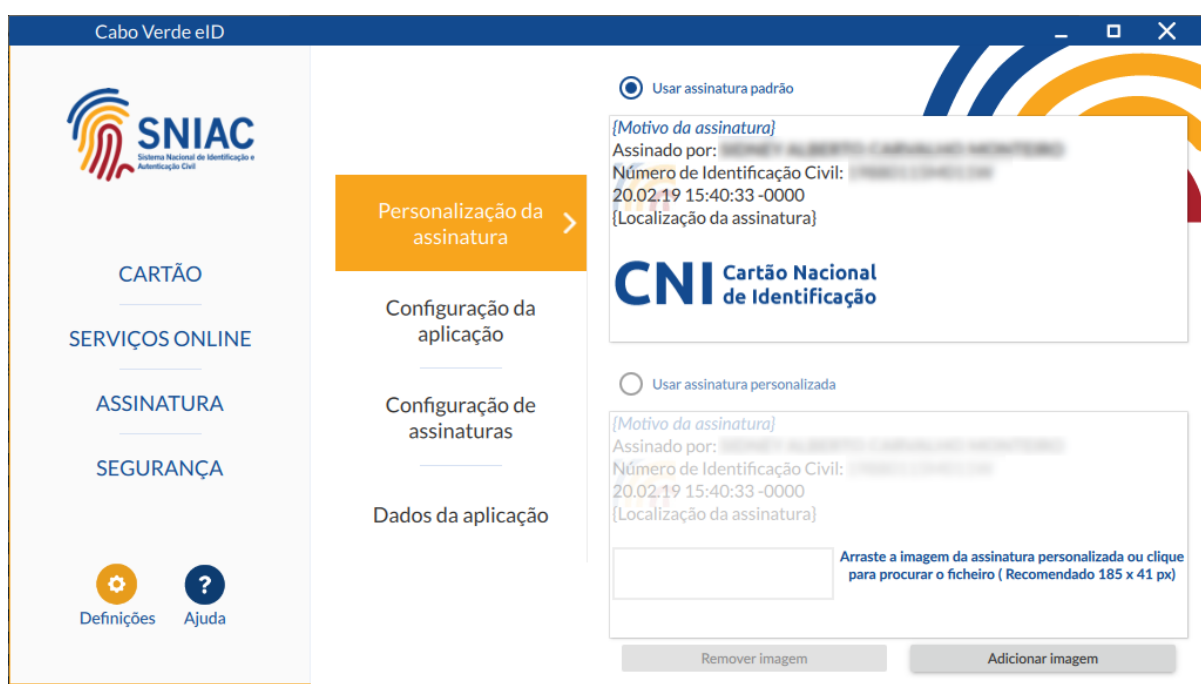 Cabo Verde eID
SNIAC
Sistema Nacional de Identificação e
Autenticação Civil
CARTÃO
SERVIÇOS ONLINE
ASSINATURA
SEGURANÇA
Definições
?
Ajuda
Personalização da
assinatura
Configuração da
aplicação
Configuração de
assinaturas
Dados da aplicação
Usar assinatura padrão
{Motivo da assinatura}
Assinado por:
Número de Identificação Civil:
20.02.19 15:40:33 -0000
{Localização da assinatura}
CNI Cartão Nacional
de Identificação
Usar assinatura personalizada
{Motivo da assinatura}
Assinado por:
Número de Identificação Civil:
20.02.19 15:40:33 -0000
{Localização da assinatura}
Arraste a imagem da assinatura personalizada ou clique
para procurar o ficheiro ( Recomendado 185 x 41 px)
Remover imagem
Adicionar imagem